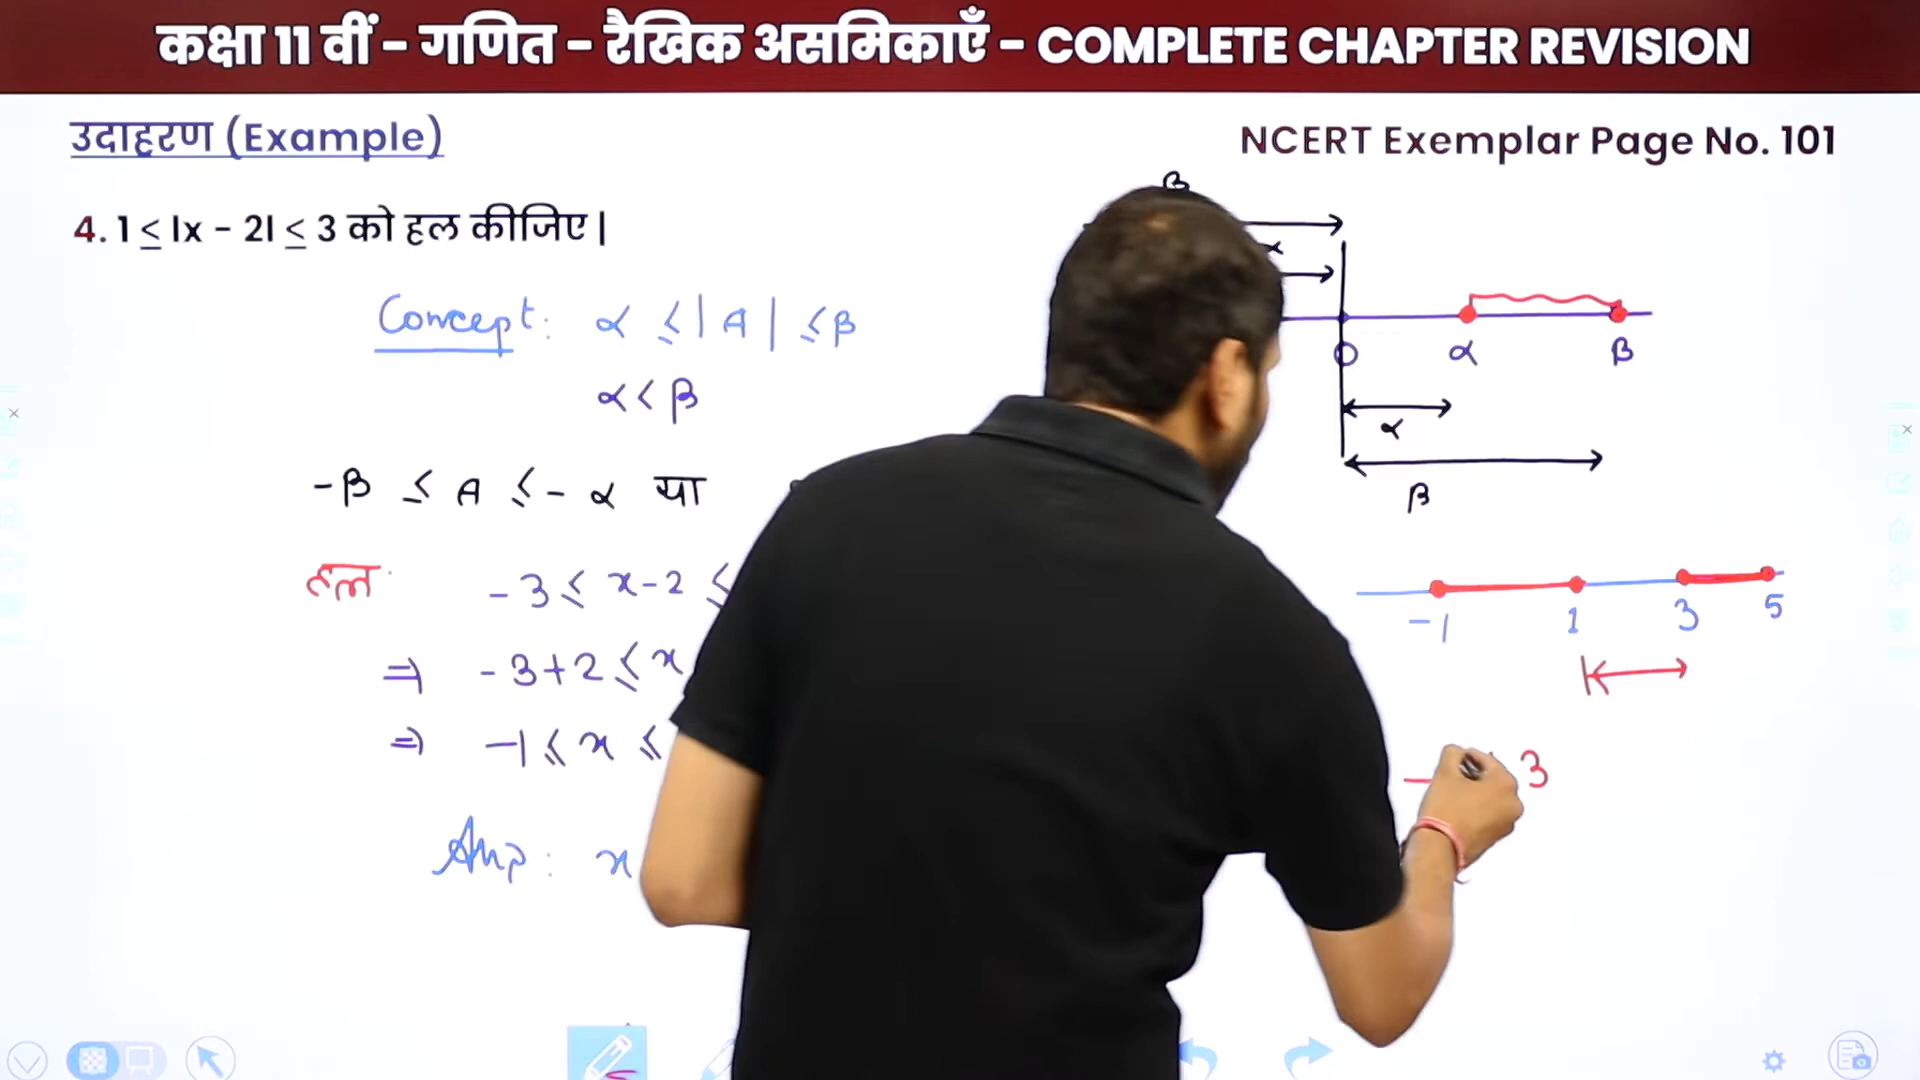 कक्षा 11 वीं - गणित - रैखिक असमिकाएँ - COMPLETE CHAPTER REVISION
उदाहरण (Example)
NCERT Exemplar Page No. 101
4. 1 ≤ |x - 2| ≤ 3 को हल कीजिए |
Concept: α ≤ | A | ≤ β
α < β
-β ≤ A ≤ - α या
हल
- 3 ≤ x - 2 ≤
⇒ - 3 + 2 ≤ x
⇒ -1 ≤ x ≤
Ans: x
β
α
0 α β
α
β
-1 1 3 5
3